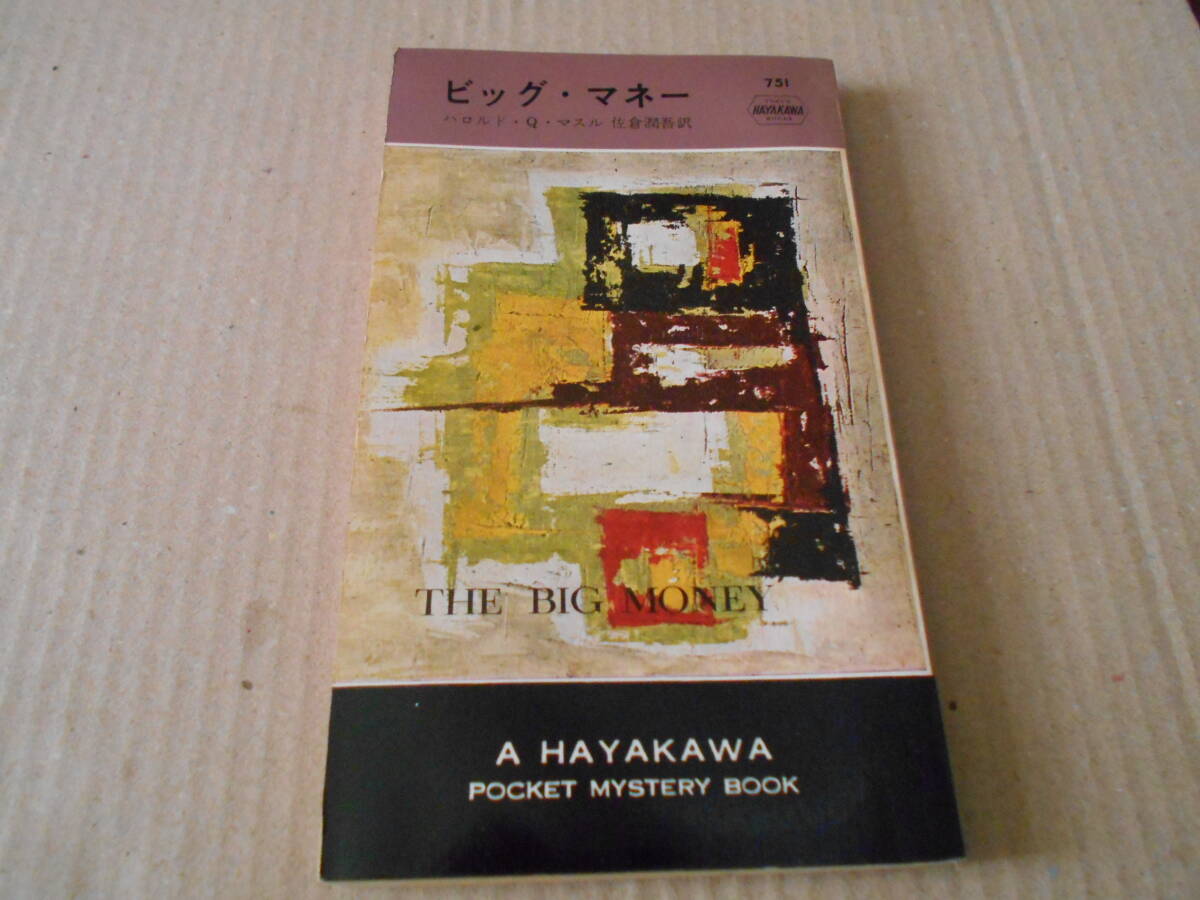 ビッグ・マネー
751
ハロルド・Q・マスル 佐倉潤吾訳
HAYAKAWA
THE BIG MONEY
A HAYAKAWA
POCKET MYSTERY BOOK